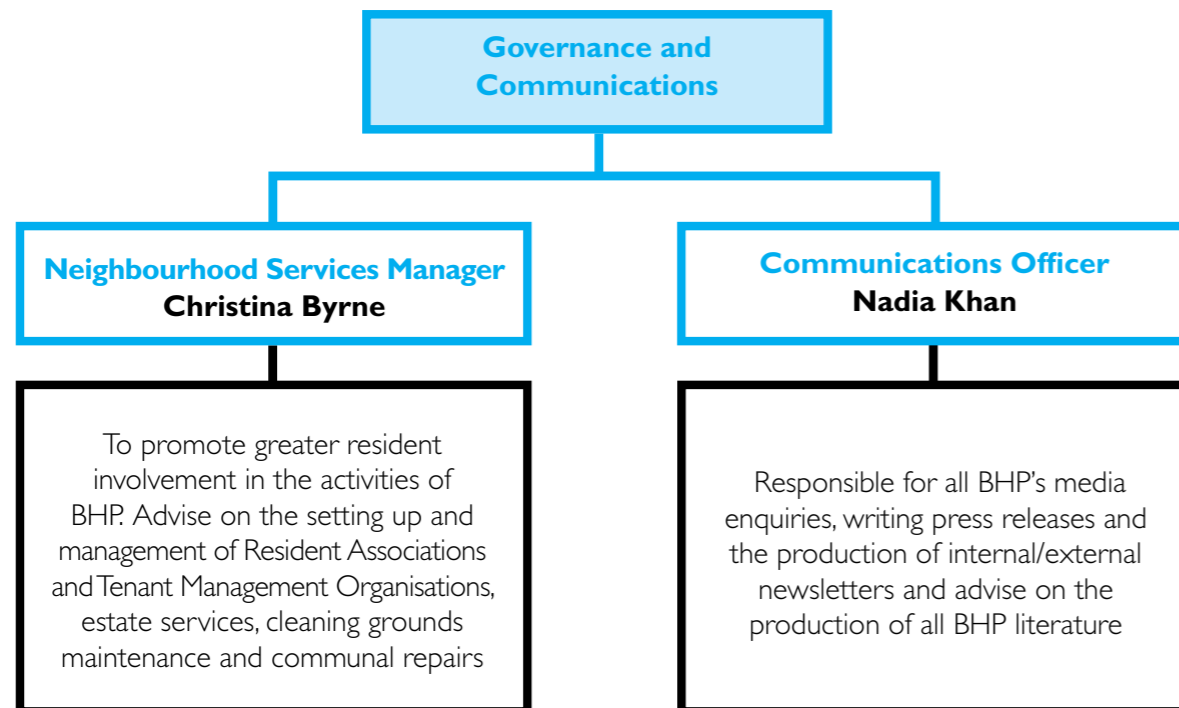 Governance and
Communications
Neighbourhood Services Manager
Christina Byrne
Communications Officer
Nadia Khan
To promote greater resident
involvement in the activities of
BHP. Advise on the setting up and
management of Resident Associations
and Tenant Management Organisations,
estate services, cleaning grounds
maintenance and communal repairs
Responsible for all BHP’s media
enquiries, writing press releases and
the production of internal/external
newsletters and advise on the
production of all BHP literature